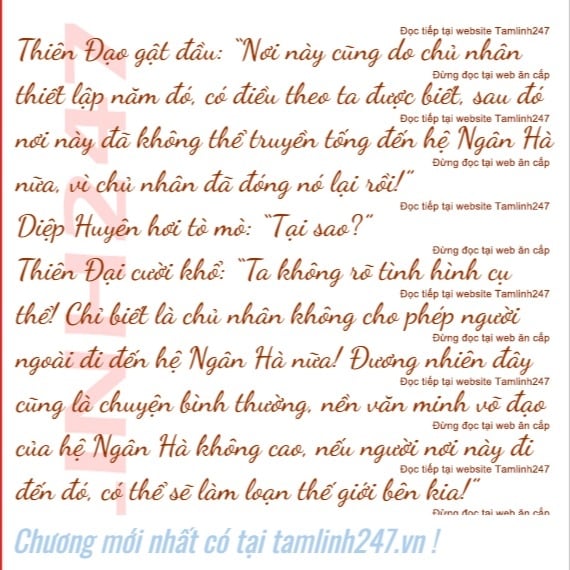 Đọc tiếp tại website Tamlinh247
Thiên Đạo gật đầu: “Nơi này cũng do chủ nhân
Đừng đọc tại web ăn cắp
thiết lập năm đó, có điều theo ta được biết, sau đó
Đọc tiếp tại website Tamlinh247
nơi này đã không thể truyền tống đến hệ Ngân Hà
Đừng đọc tại web ăn cắp
nữa, vì chủ nhân đã đóng nó lại rồi!”
Đọc tiếp tại website Tamlinh247
Diệp Huyên hơi tò mò: “Tại sao?”
Đừng đọc tại web ăn cắp
Thiên Đại cười khổ: “Ta không rõ tình hình cụ
Đọc tiếp tại website Tamlinh247
thể! Chỉ biết là chủ nhân không cho phép người
Đừng đọc tại web ăn cắp
ngoài đi đến hệ Ngân Hà nữa! Đương nhiên đây
Đọc tiếp tại website Tamlinh247
cũng là chuyện bình thường, nền văn minh võ đạo
Đừng đọc tại web ăn cắp
của hệ Ngân Hà không cao, nếu người nơi này đi
Đọc tiếp tại website Tamlinh247
đến đó, có thể sẽ làm loạn thế giới bên kia!”
Đừng đọc tại web ăn cắp
INH247
Chương mới nhất có tại tamlinh247.vn !